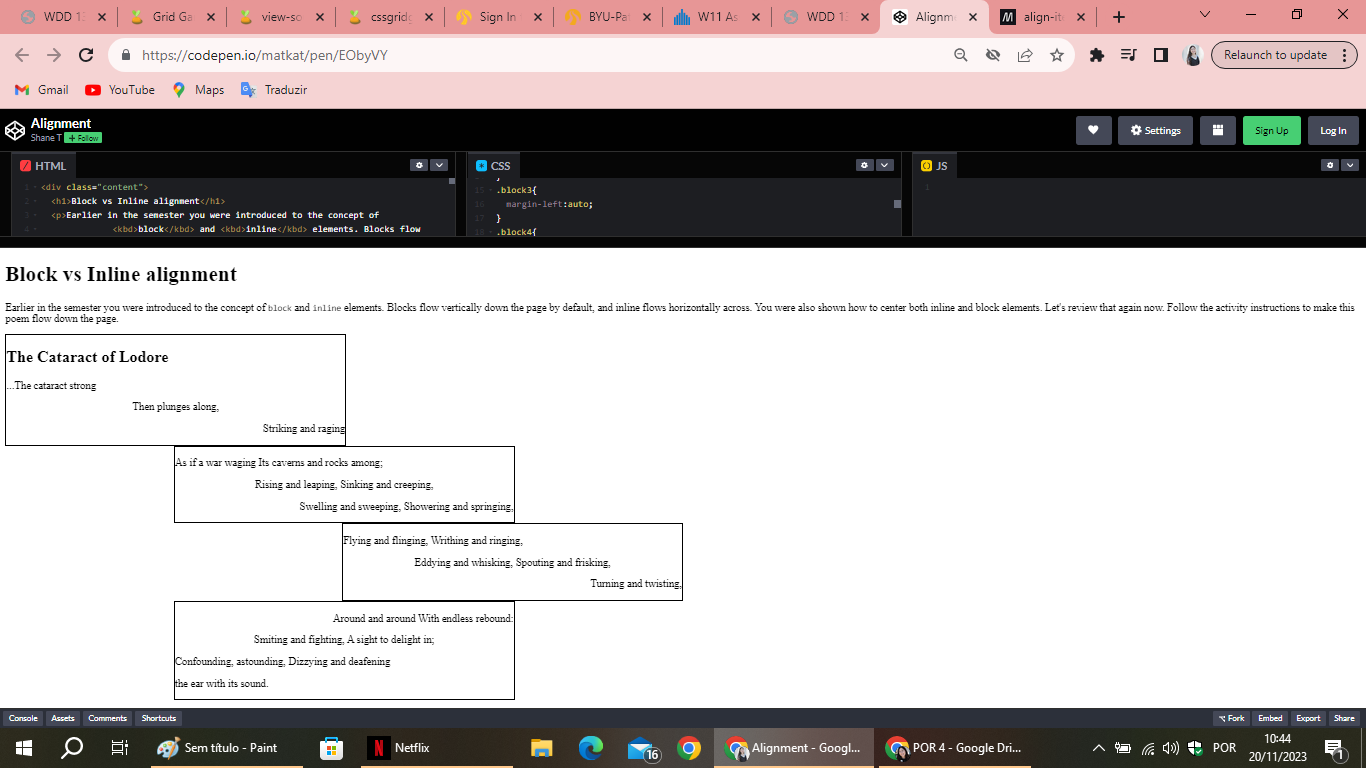 WDD 13
Grid Ga
view-so
cssgridg
Sign In
BYU-Pa
W11 As
WDD 13
Alignme
align-ite
https://codepen.io/matkat/pen/EObyVY
Relaunch to update
Gmail
YouTube
Maps
Traduzir
Alignment
Shane T
+ Follow
Settings
Sign Up
Log In
HTML
CSS
JS
1 <div class="content">
2 <h1>Block vs Inline alignment</h1>
3 <p>Earlier in the semester you were introduced to the concept of
4 <kbd>block</kbd> and <kbd>inline</kbd> elements. Blocks flow
}
15 .block3{
16 margin-left:auto;
17 }
18 .block4{
1
Block vs Inline alignment
Earlier in the semester you were introduced to the concept of block and inline elements. Blocks flow vertically down the page by default, and inline flows horizontally across. You were also shown how to center both inline and block elements. Let's review that again now. Follow the activity instructions to make this
poem flow down the page.
The Cataract of Lodore
...The cataract strong
Then plunges along,
Striking and raging
As if a war waging Its caverns and rocks among;
Rising and leaping, Sinking and creeping,
Swelling and sweeping, Showering and springing,
Flying and flinging, Writhing and ringing,
Eddying and whisking, Spouting and frisking,
Turning and twisting,
Around and around With endless rebound:
Smiting and fighting, A sight to delight in;
Confounding, astounding, Dizzying and deafening
the ear with its sound.
Console
Assets
Comments
Shortcuts
Fork
Embed
Export
Share
Sem título - Paint
Netflix
16
Alignment - Googl...
POR 4 - Google Dri...
POR
10:44
20/11/2023
1